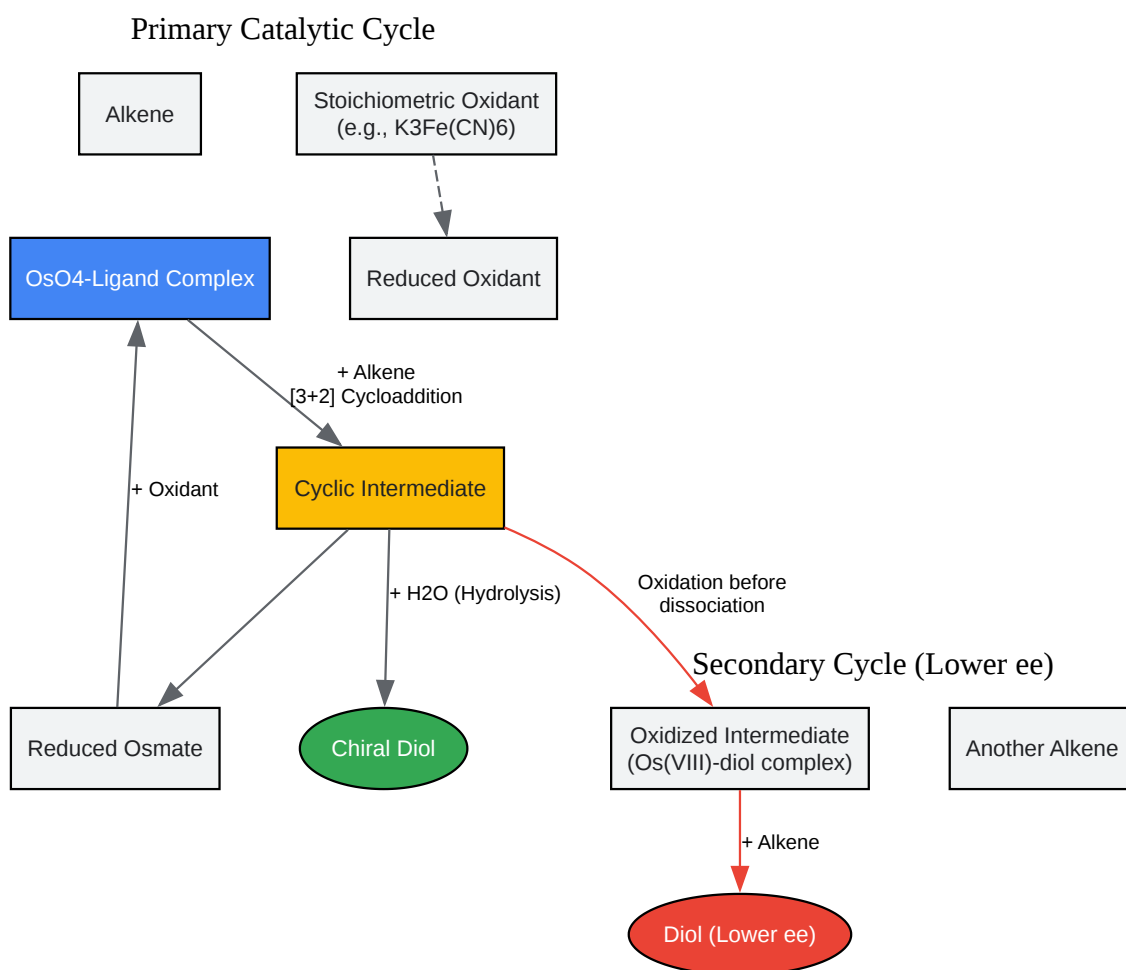 Primary Catalytic Cycle
Alkene
Stoichiometric Oxidant
(e.g., K3Fe(CN)6)
OsO4-Ligand Complex
Reduced Oxidant
+ Alkene
[3+2] Cycloaddition
+ Oxidant
Cyclic Intermediate
+ H2O (Hydrolysis)
Oxidation before
dissociation
Secondary Cycle (Lower ee)
Reduced Osmate
Chiral Diol
Oxidized Intermediate
(Os(VIII)-diol complex)
Another Alkene
+ Alkene
Diol (Lower ee)